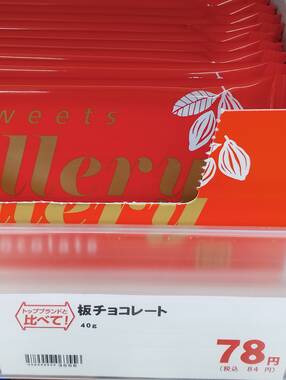 weets
llery
llery
トップブランドと
比べて!
板チョコレート
40g
78円
(税込 84 円)